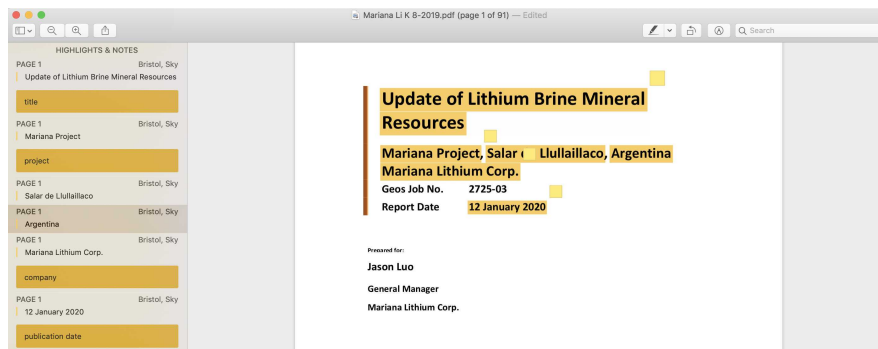 Mariana Li K 8-2019.pdf (page 1 of 91) — Edited
Search
HIGHLIGHTS & NOTES
PAGE 1 Bristol, Sky
Update of Lithium Brine Mineral Resources
title
PAGE 1 Bristol, Sky
Mariana Project
project
PAGE 1 Bristol, Sky
Salar de Llullaillaco
PAGE 1 Bristol, Sky
Argentina
PAGE 1 Bristol, Sky
Mariana Lithium Corp.
company
PAGE 1 Bristol, Sky
12 January 2020
publication date
Update of Lithium Brine Mineral
Resources
Mariana Project, Salar Llullaillaco, Argentina
Mariana Lithium Corp.
Geos Job No. 2725-03
Report Date 12 January 2020
Prepared for:
Jason Luo
General Manager
Mariana Lithium Corp.